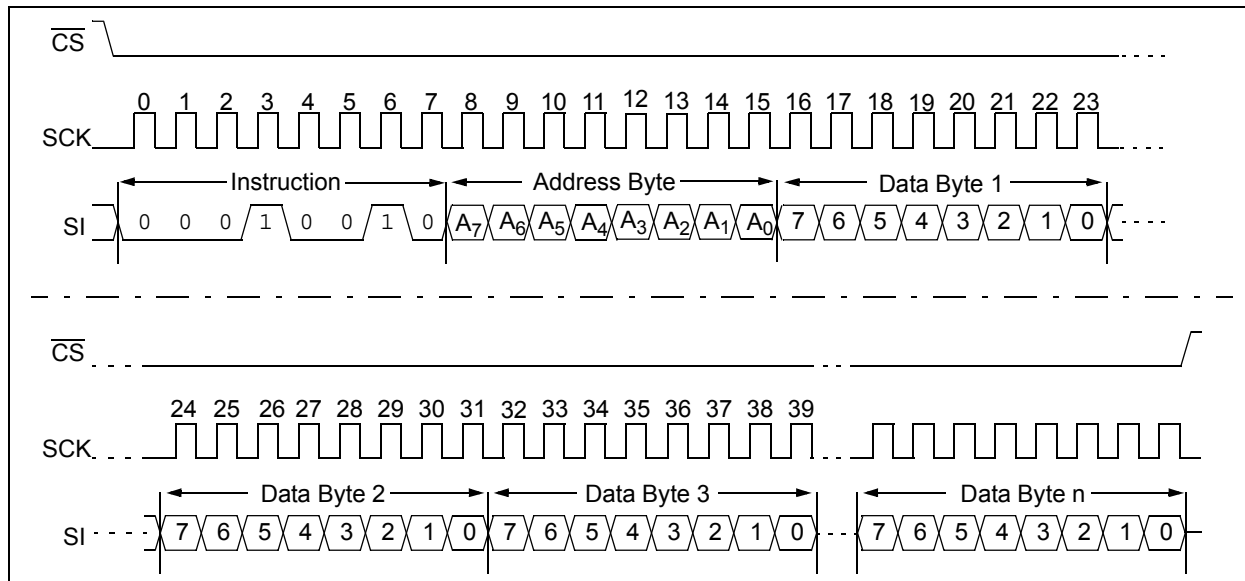 CS
0 1 2 3 4 5 6 7 8 9 10 11 12 13 14 15 16 17 18 19 20 21 22 23
SCK
Instruction Address Byte Data Byte 1
SI 0 0 0 1 0 0 1 0 A7 A6 A5 A4 A3 A2 A1 A0 7 6 5 4 3 2 1 0
CS
24 25 26 27 28 29 30 31 32 33 34 35 36 37 38 39
SCK
Data Byte 2 Data Byte 3 Data Byte n
SI 7 6 5 4 3 2 1 0 7 6 5 4 3 2 1 0 7 6 5 4 3 2 1 0